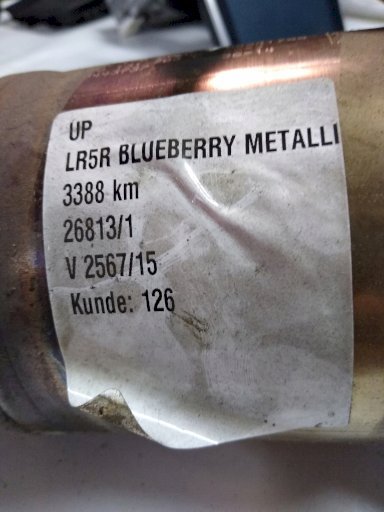 UP
LR5R BLUEBERRY METALLI
3388 km
26813/1
V 2567/15
Kunde: 126